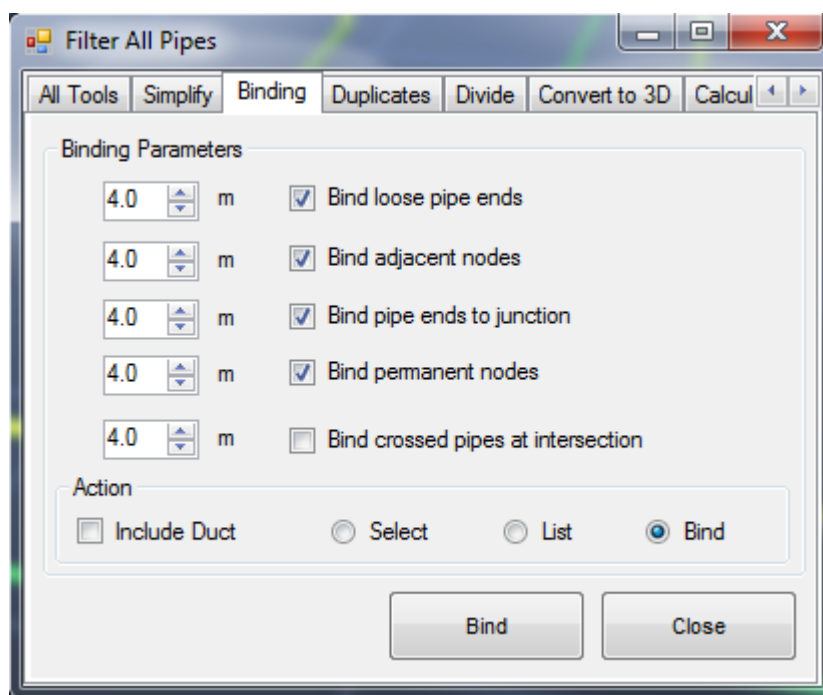 Filter All Pipes
All Tools Simplify Binding Duplicates Divide Convert to 3D Calcul
Binding Parameters
4.0 m Bind loose pipe ends
4.0 m Bind adjacent nodes
4.0 m Bind pipe ends to junction
4.0 m Bind permanent nodes
4.0 m Bind crossed pipes at intersection
Action
Include Duct Select List Bind
Bind Close